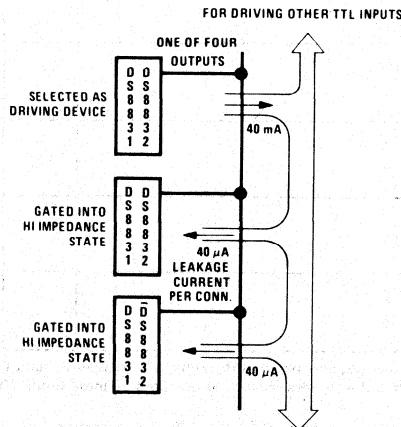 FOR DRIVING OTHER TTL INPUTS
ONE OF FOUR
OUTPUTS
DS8831 DS8832
SELECTED AS
DRIVING DEVICE
40 mA
DS8831 DS8832
GATED INTO
HI IMPEDANCE
STATE
40 µA
LEAKAGE
CURRENT
PER CONN.
DS8831 DS8832
GATED INTO
HI IMPEDANCE
STATE
40 µA